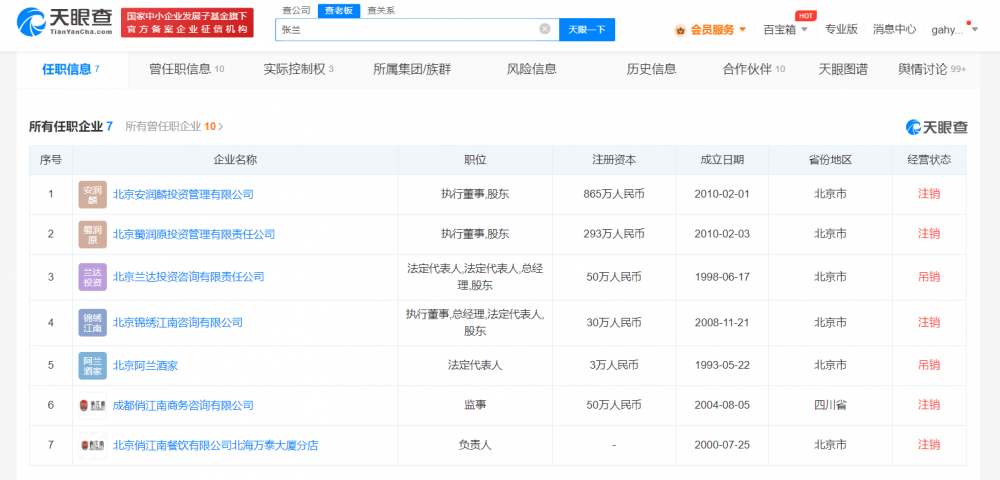 天眼查
TianYanCha.com
国家中小企业发展子基金旗下
官方备案企业征信机构
查公司 查老板 查关系
张兰
天眼一下
会员服务
百宝箱
HOT
专业版
消息中心
gahy...
任职信息 7
曾任职信息 10
实际控制权 3
所属集团/族群
风险信息
历史信息
合作伙伴 10
天眼图谱
舆情讨论 99+
所有任职企业 7 所有曾任职企业 10 >
天眼查
序号 企业名称 职位 注册资本 成立日期 省份地区 经营状态
1 安润麟 北京安润麟投资管理有限公司 执行董事,股东 865万人民币 2010-02-01 北京市 注销
2 蜀润原 北京蜀润原投资管理有限责任公司 执行董事,股东 293万人民币 2010-02-03 北京市 注销
3 兰达投资 北京兰达投资咨询有限责任公司 法定代表人,法定代表人,总经理,股东 50万人民币 1998-06-17 北京市 吊销
4 锦绣江南 北京锦绣江南咨询有限公司 执行董事,总经理,法定代表人,股东 30万人民币 2008-11-21 北京市 注销
5 阿兰酒家 北京阿兰酒家 法定代表人 3万人民币 1993-05-22 北京市 吊销
6 成都俏江南商务咨询有限公司 监事 50万人民币 2004-08-05 四川省 注销
7 北京俏江南餐饮有限公司北海万泰大厦分店 负责人 - 2000-07-25 北京市 注销